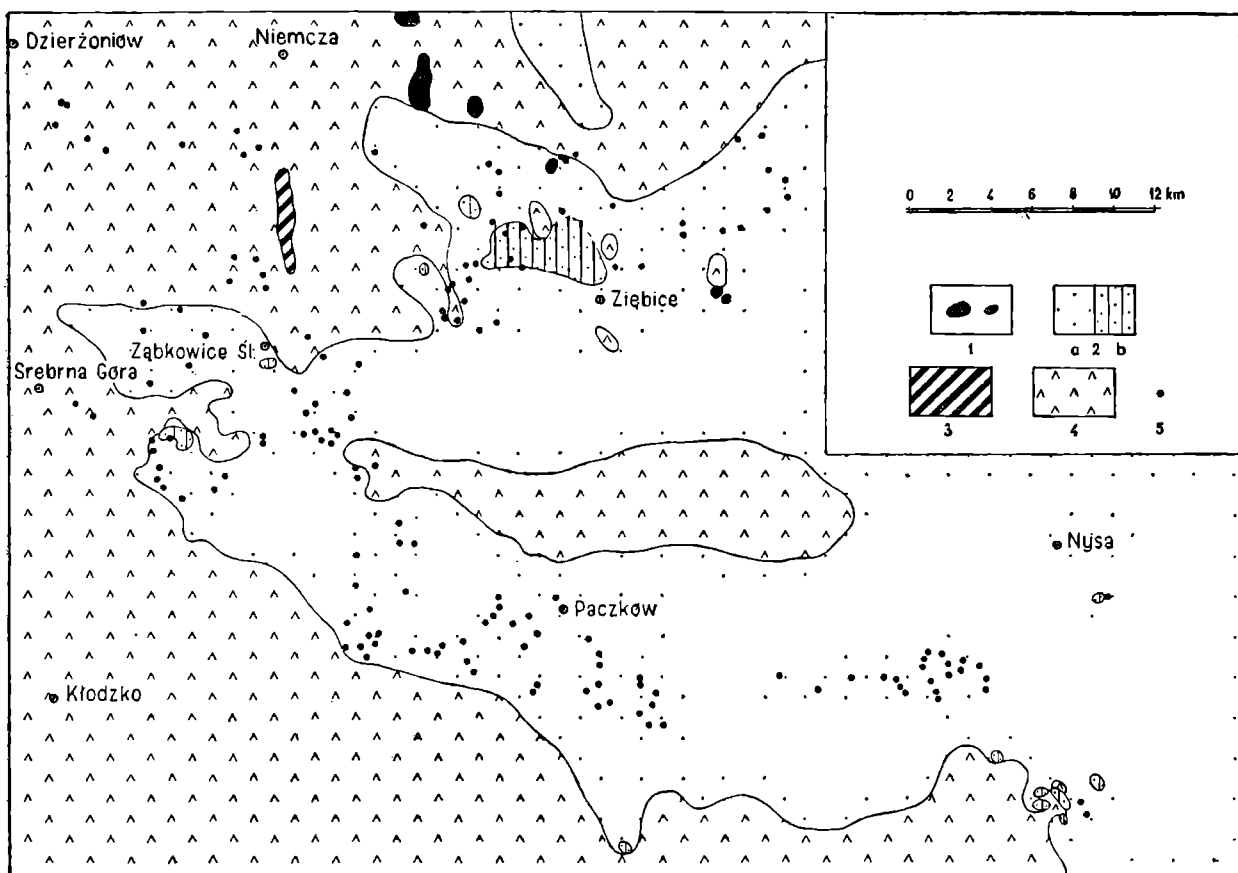 Dzierżoniów
Niemcza
0 2 4 6 8 10 12 km
Ziębice
1
a 2 b
Ząbkowice Śl.
Srebrna Góra
3
4
5
Nysa
Paczków
Kłodzko